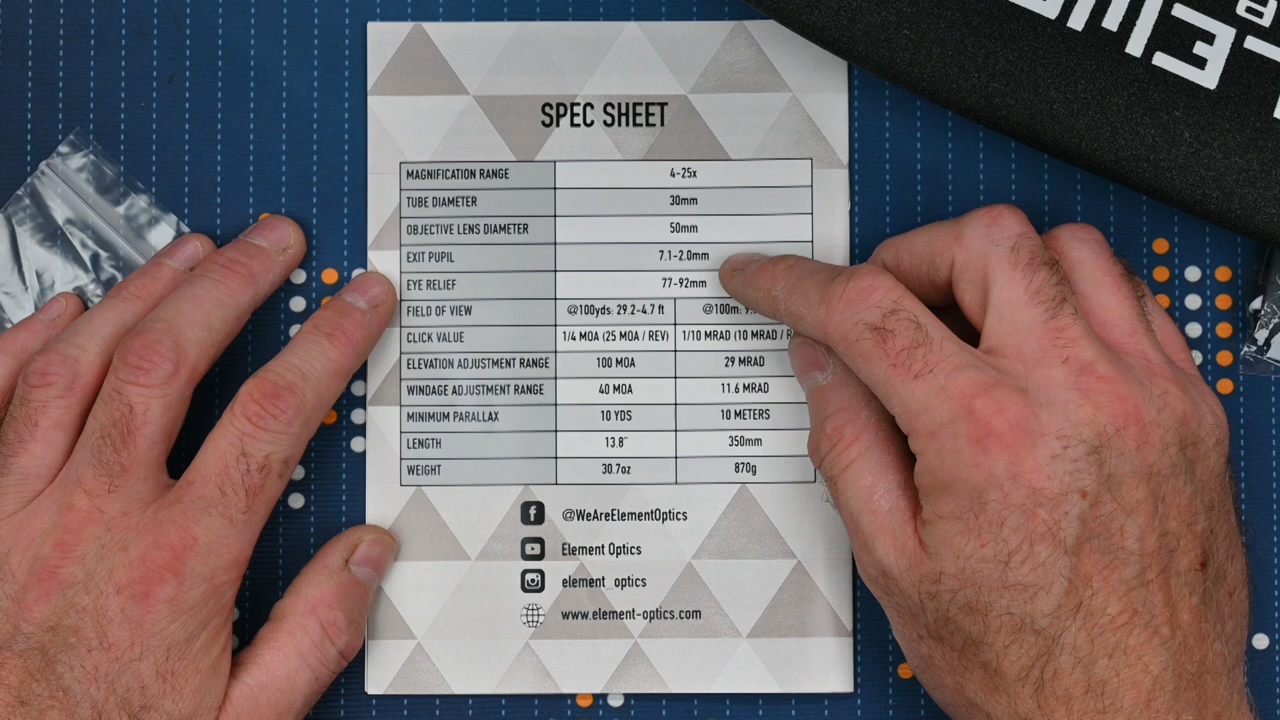 SPEC SHEET
MAGNIFICATION RANGE 4-25x
TUBE DIAMETER 30mm
OBJECTIVE LENS DIAMETER 50mm
EXIT PUPIL 7.1-2.0mm
EYE RELIEF 77-92mm
FIELD OF VIEW @100yds: 29.2-4.7 ft @100m:
CLICK VALUE 1/4 MOA (25 MOA / REV) 1/10 MRAD (10 MRAD /
ELEVATION ADJUSTMENT RANGE 100 MOA 29 MRAD
WINDAGE ADJUSTMENT RANGE 40 MOA 11.6 MRAD
MINIMUM PARALLAX 10 YDS 10 METERS
LENGTH 13.8" 350mm
WEIGHT 30.7oz 870g
@WeAreElementOptics
Element Optics
element_optics
www.element-optics.com